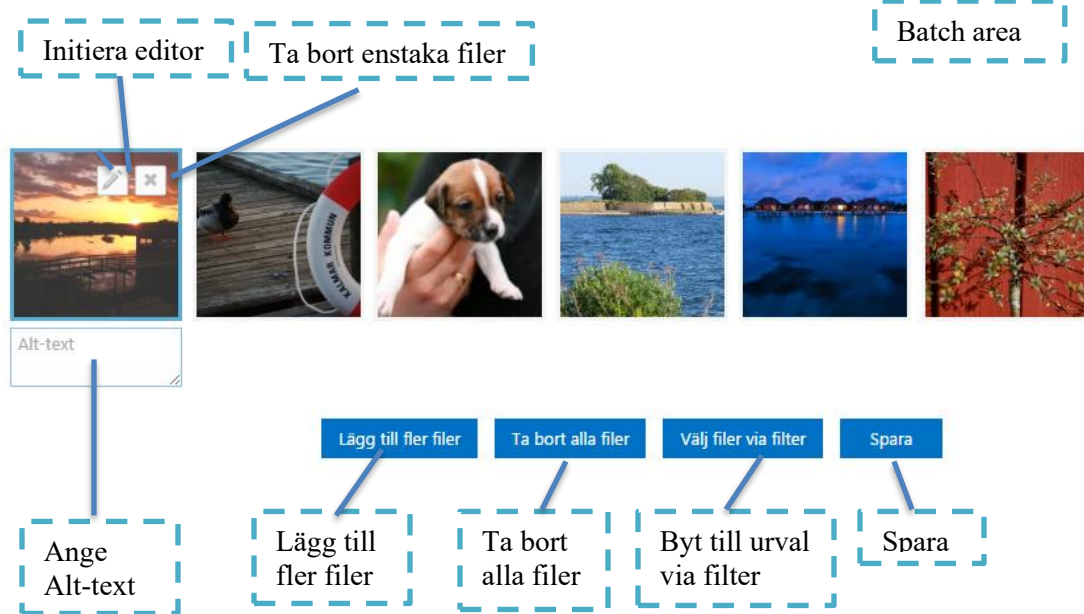 Batch area
Initiera editor
Ta bort enstaka filer
KALMAR KOMMUN
Alt-text
Lägg till fler filer
Ta bort alla filer
Välj filer via filter
Spara
Ange
Alt-text
Lägg till
fler filer
Ta bort
alla filer
Byt till urval
via filter
Spara